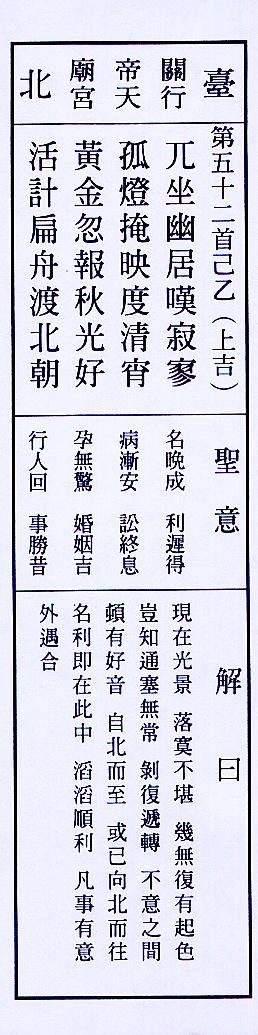 臺
關行
帝天
廟宮
北
第五十二首己乙（上吉）
兀坐幽居嘆寂寥
孤燈掩映度清宵
黃金忽報秋光好
活計扁舟渡北朝
聖意
名晚成 利遲得
病漸安 訟終息
孕無驚 婚姻吉
行人回 事勝昔
解曰
現在光景 落寞不堪 幾無復有起色
豈知通塞無常 剝復遞轉 不意之間
頓有好音 自北而至 或已向北而往
名利即在此中 滔滔順利 凡事有意
外遇合